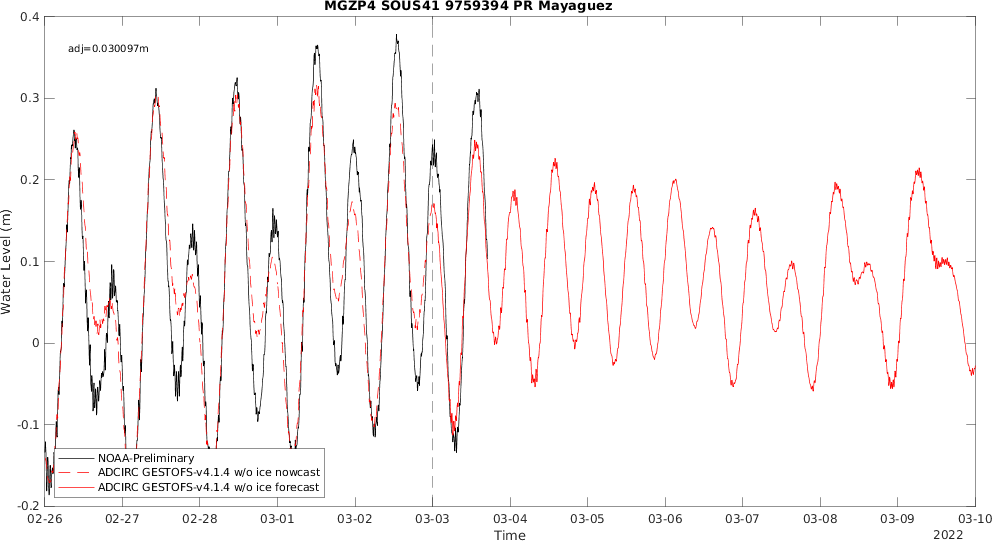 MGZP4 SOUS41 9759394 PR Mayaguez
0.4
adj=0.030097m
0.3
0.2
0.1
0
-0.1
-0.2
Water Level (m)
NOAA-Preliminary
ADCIRC GESTOFS-v4.1.4 w/o ice nowcast
ADCIRC GESTOFS-v4.1.4 w/o ice forecast
02-26 02-27 02-28 03-01 03-02 03-03 03-04 03-05 03-06 03-07 03-08 03-09 03-10
Time
2022